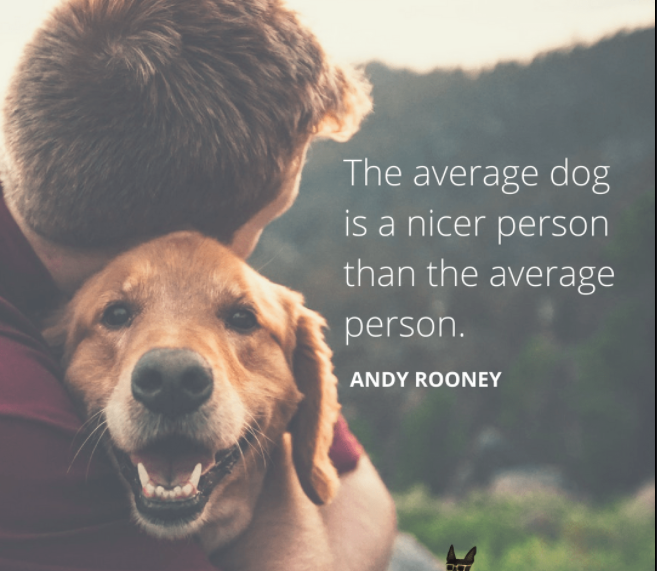 The average dog
is a nicer person
than the average
person.
ANDY ROONEY